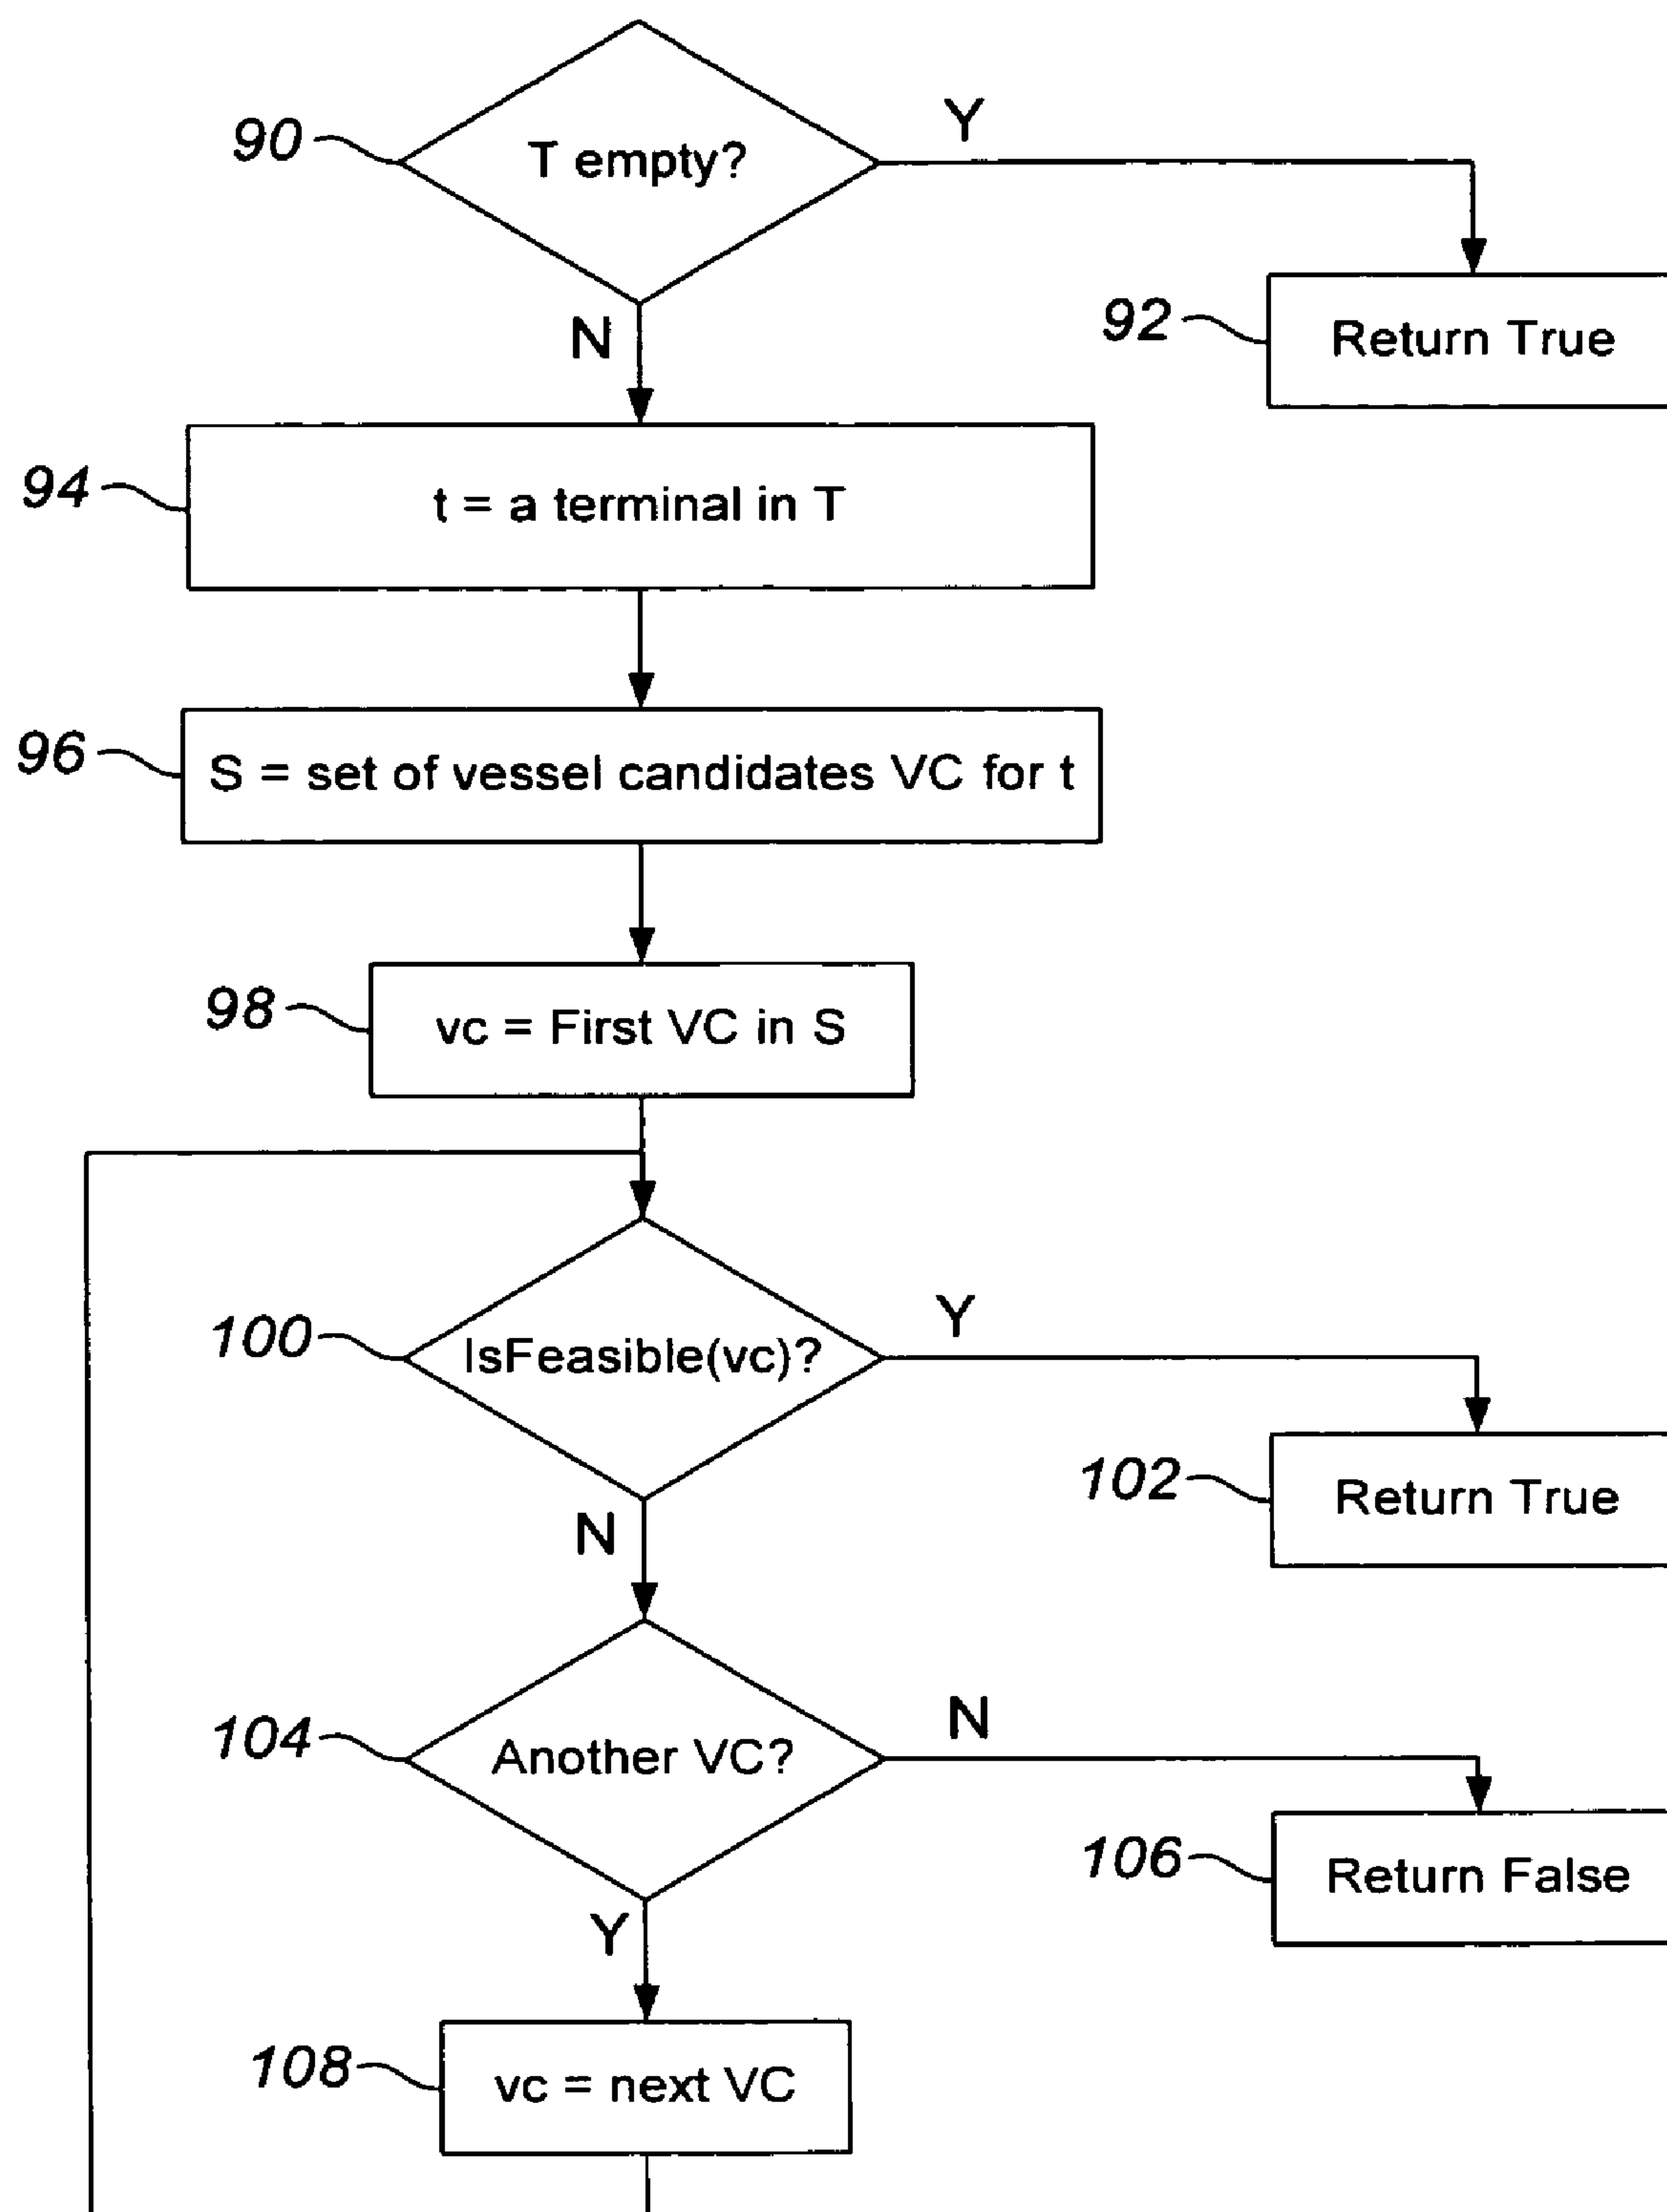 90
T empty?
Y
92
Return True
N
94
t = a terminal in T
96
S = set of vessel candidates VC for t
98
vc = First VC in S
100
IsFeasible(vc)?
Y
102
Return True
N
104
Another VC?
N
106
Return False
Y
108
vc = next VC